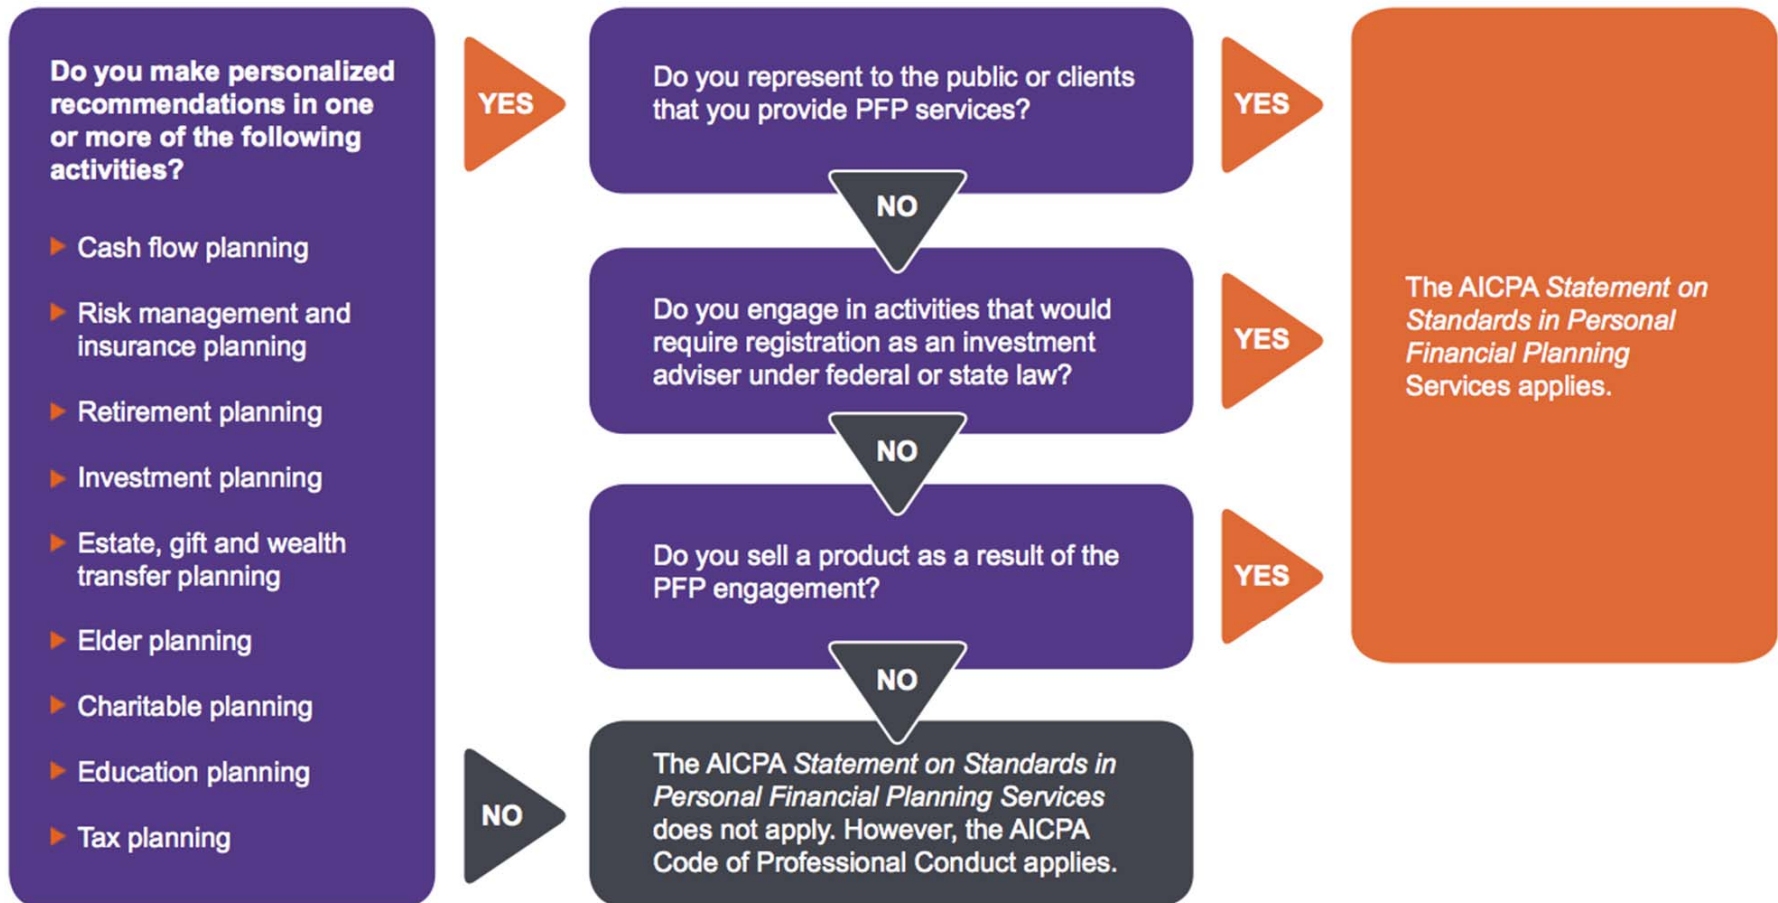 Do you make personalized
recommendations in one
or more of the following
activities?
Cash flow planning
Risk management and
insurance planning
Retirement planning
Investment planning
Estate, gift and wealth
transfer planning
Elder planning
Charitable planning
Education planning
Tax planning
YES
Do you represent to the public or clients
that you provide PFP services?
YES
NO
Do you engage in activities that would
require registration as an investment
adviser under federal or state law?
YES
NO
Do you sell a product as a result of the
PFP engagement?
YES
NO
NO
The AICPA Statement on Standards in
Personal Financial Planning Services
does not apply. However, the AICPA
Code of Professional Conduct applies.
The AICPA Statement on
Standards in Personal
Financial Planning
Services applies.